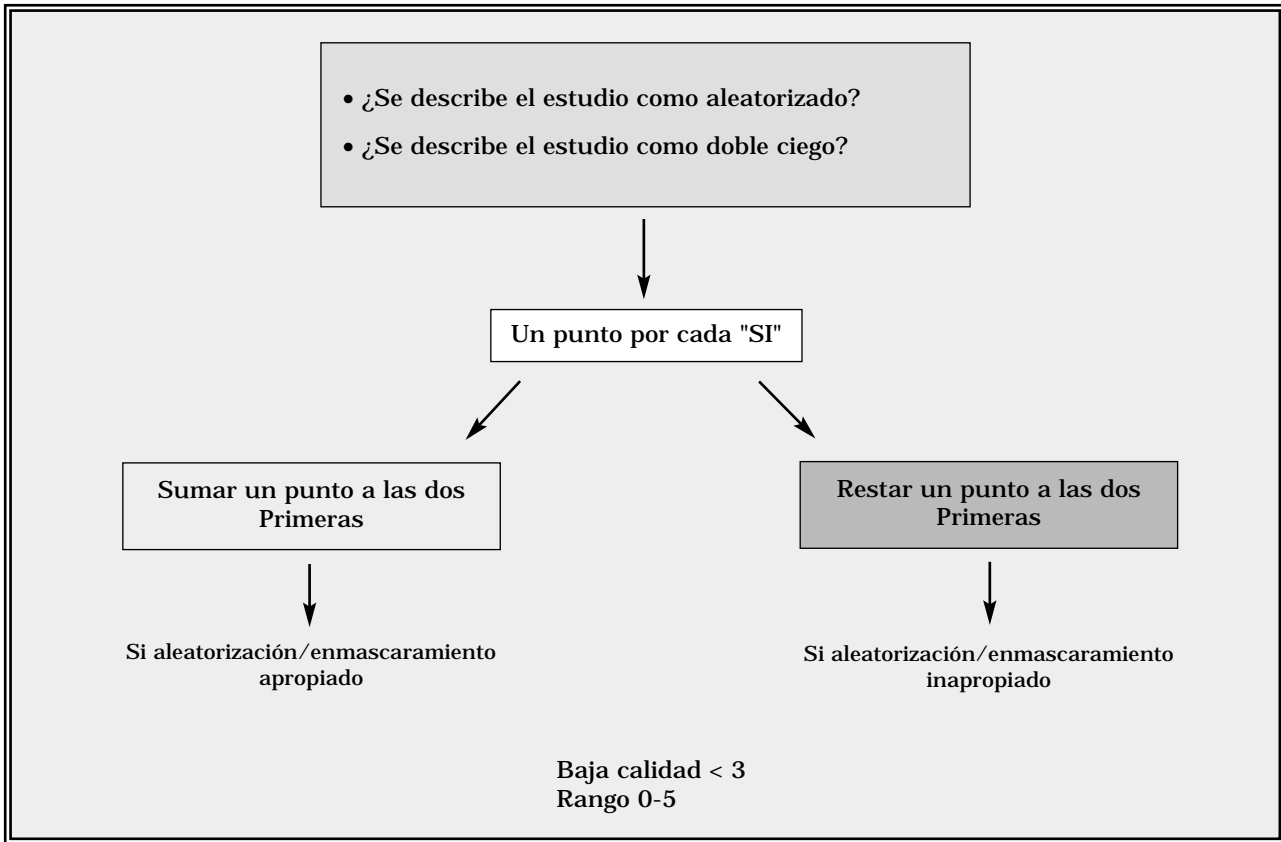 • ¿Se describe el estudio como aleatorizado?
• ¿Se describe el estudio como doble ciego?
Un punto por cada "SI"
Sumar un punto a las dos
Primeras
Restar un punto a las dos
Primeras
Si aleatorización/enmascaramiento
apropiado
Si aleatorización/enmascaramiento
inapropiado
Baja calidad < 3
Rango 0-5